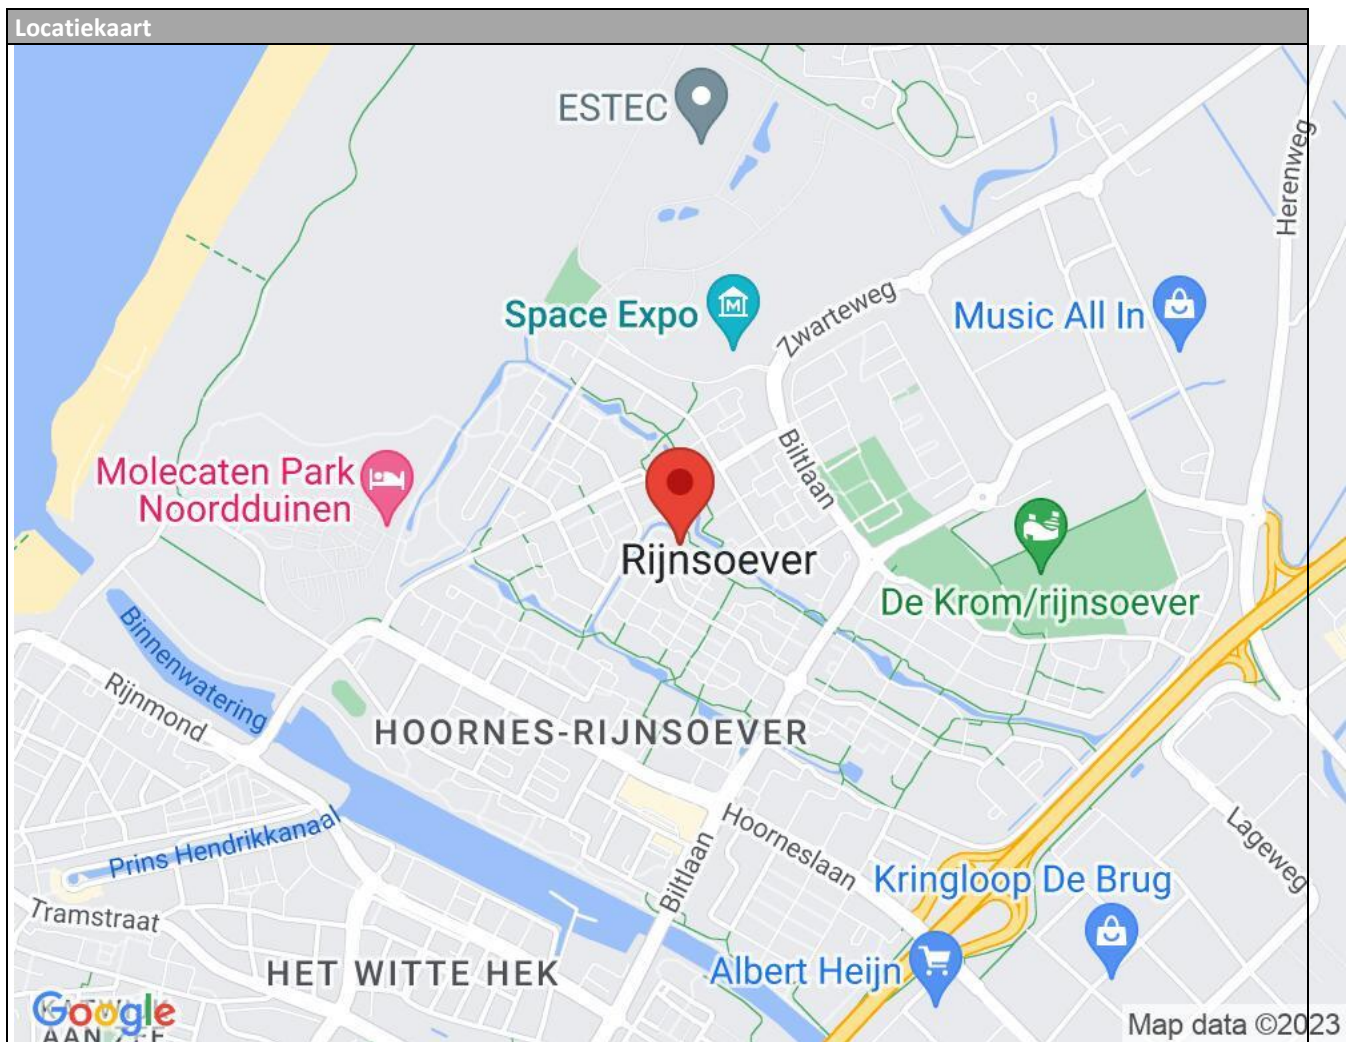 Locatiekaart
ESTEC
Herenweg
Space Expo
Zwarteweg
Music All In
Molecaten Park
Noordduinen
Biltlaan
Rijnsoever
De Krom/rijnsoever
Binnenwatering
Rijnmond
HOORNES-RIJNSOEVER
Hoorneslaan
Lageweg
Prins Hendrikkanaal
Biltlaan
Kringloop De Brug
Tramstraat
HET WITTE HEK
Albert Heijn
Google
AAN ZEE
Map data ©2023